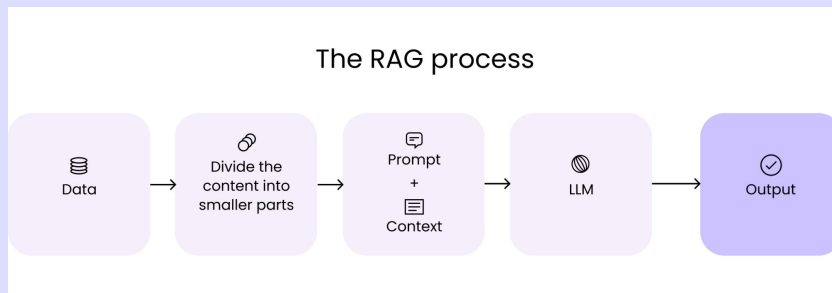 The RAG process
Data
Divide the
content into
smaller parts
Prompt
+
Context
LLM
Output